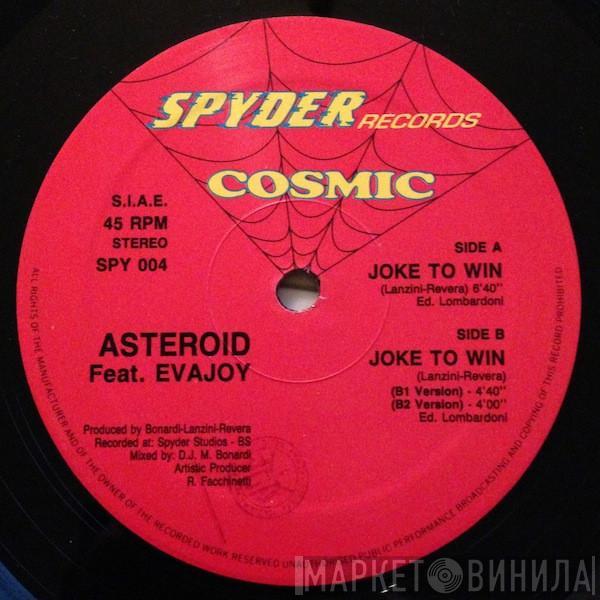 SPYDER RECORDS
COSMIC
S.I.A.E.
45 RPM
STEREO
SPY 004
ASTEROID
Feat. EVAJOY
Produced by Bonardi-Lanzini-Revera
Recorded at: Spyder Studios - BS
Mixed by: D.J. M. Bonardi
Artistic Producer
R. Facchinetti
SIDE A
JOKE TO WIN
(Lanzini-Revera) 6'40"
Ed. Lombardoni
SIDE B
JOKE TO WIN
(Lanzini-Revera)
(B1 Version) - 4'40"
(B2 Version) - 4'00"
Ed. Lombardoni
ALL RIGHTS OF THE MANUFACTURER AND OF THE OWNER OF THE RECORDED WORK RESERVED UNAUTHORIZED PUBLIC PERFORMANCE BROADCASTING AND COPYING OF THIS RECORD PROHIBITED
МАРКЕТ ВИНИЛА